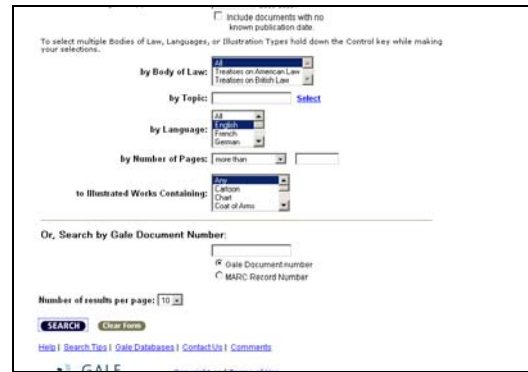 Include documents with no
known publication date.
To select multiple Bodies of Law, Languages, or Illustration Types hold down the Control key while making
your selections.
by Body of Law:
All
Treatises on American Law
Treatises on British Law
by Topic:
Select
by Language:
All
English
French
German
by Number of Pages:
more than
to Illustrated Works Containing:
Any
Cartoon
Chart
Coat of Arms
Or, Search by Gale Document Number:
Gale Document number
MARC Record Number
Number of results per page: 10
SEARCH Clear Form
Help | Search Tips | Gale Databases | Contact Us | Comments
GALE